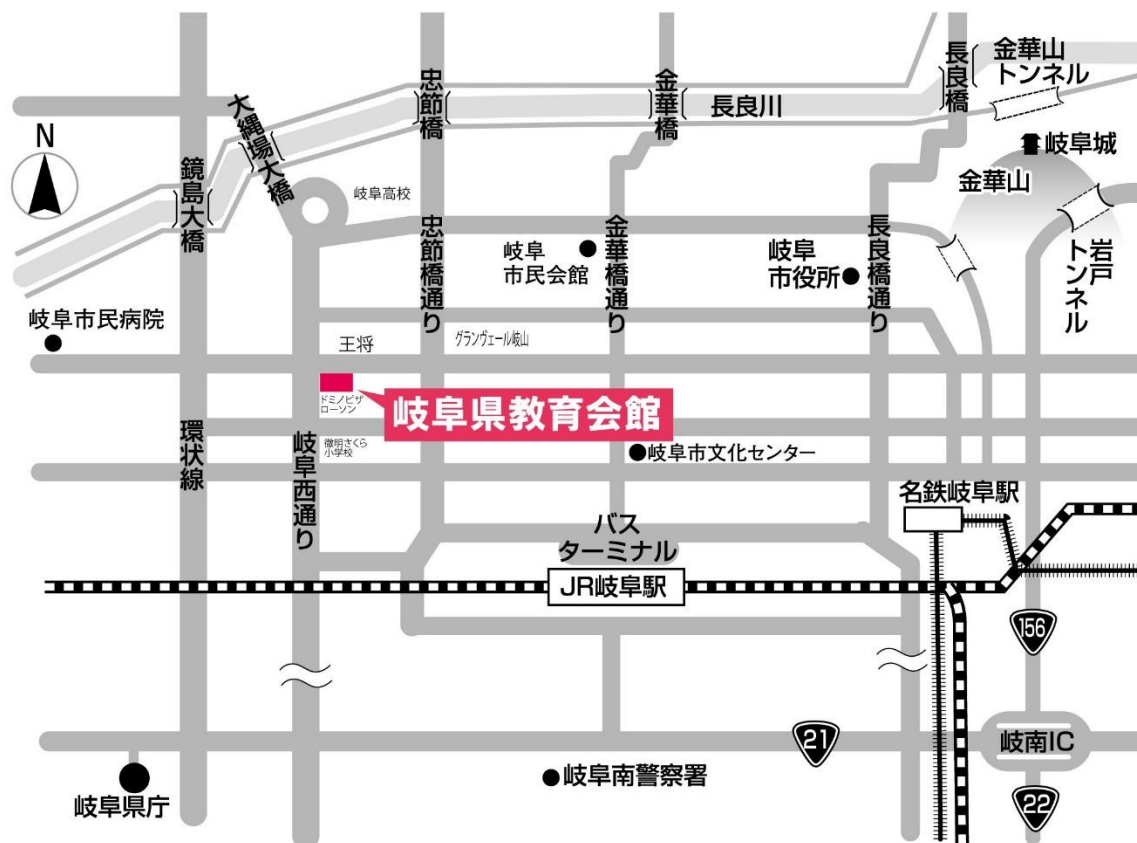 金華山
トンネル
長良橋
忠節橋
金華橋
長良川
大縄場大橋
N
岐阜城
鏡島大橋
岐阜高校
金華山
岐阜
市民会館
忠節橋通り
金華橋通り
岐阜
市役所
長良橋通り
岩戸
トンネル
岐阜市民病院
王将
グランヴェール岐山
ドミノピザ
ローソン
岐阜県教育会館
環状線
岐阜西通り
徹明さくら
小学校
岐阜市文化センター
名鉄岐阜駅
バス
ターミナル
JR岐阜駅
156
21
岐南IC
岐阜県庁
岐阜南警察署
22